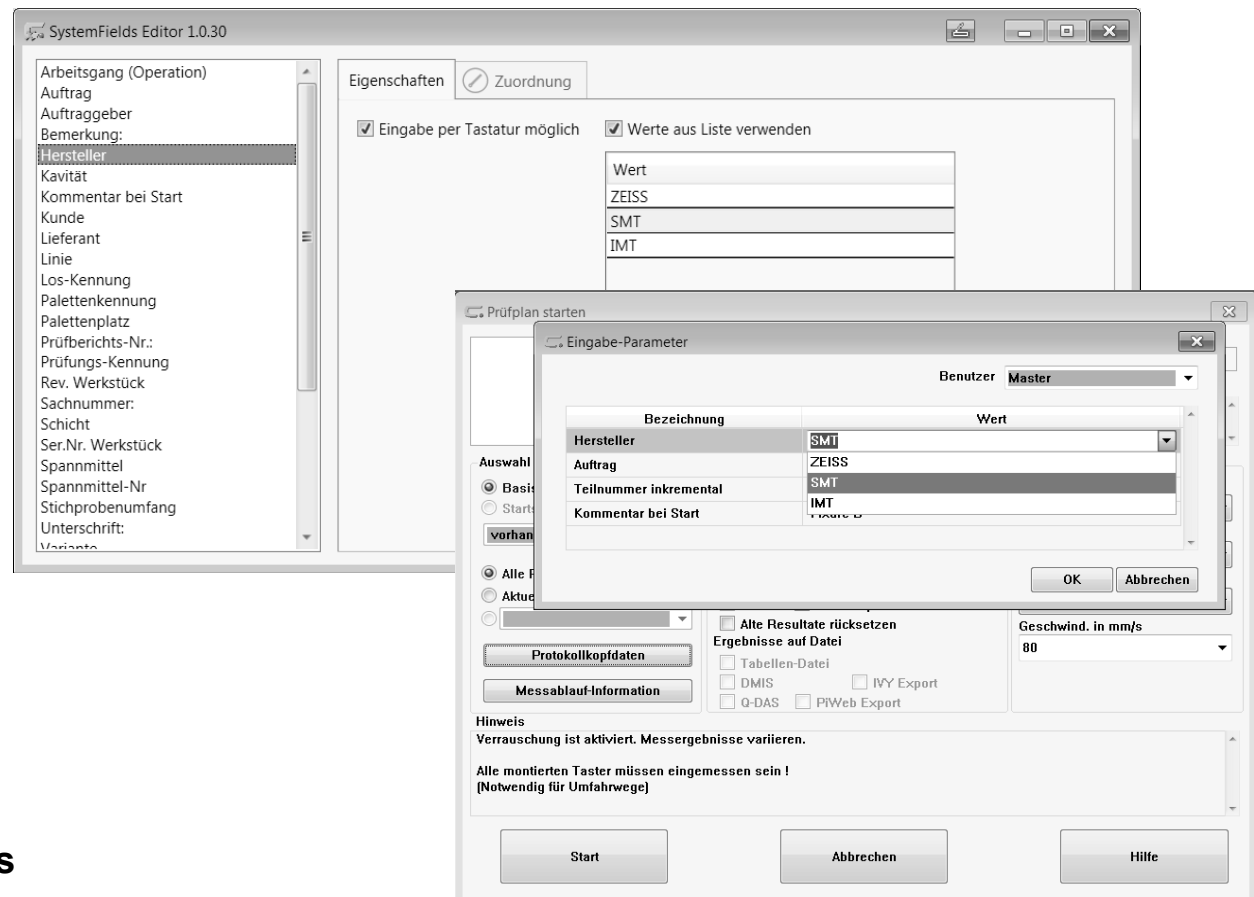 SystemFields Editor 1.0.30
Arbeitsgang (Operation)
Auftrag
Auftraggeber
Bemerkung:
Hersteller
Kavität
Kommentar bei Start
Kunde
Lieferant
Linie
Los-Kennung
Palettenkennung
Palettenplatz
Prüfberichts-Nr.:
Prüfungs-Kennung
Rev. Werkstück
Sachnummer:
Schicht
Ser.Nr. Werkstück
Spannmittel
Spannmittel-Nr
Stichprobenumfang
Unterschrift:
Variante
Eigenschaften Zuordnung
Eingabe per Tastatur möglich Werte aus Liste verwenden
Wert
ZEISS
SMT
IMT
Prüfplan starten
Eingabe-Parameter
Benutzer Master
Bezeichnung Wert
Hersteller SMT
Auftrag ZEISS
Teilnummer inkremental SMT
Kommentar bei Start IMT
OK Abbrechen
Auswahl
Alte Resultate rücksetzen
Ergebnisse auf Datei
Tabellen-Datei
DMIS IVY Export
Q-DAS PiWeb Export
Geschwind. in mm/s
80
Protokollkopfdaten
Messablauf-Information
Hinweis
Verrauschung ist aktiviert. Messergebnisse variieren.
Alle montierten Taster müssen eingemessen sein !
(Notwendig für Umfahrwege)
Start Abbrechen Hilfe
s